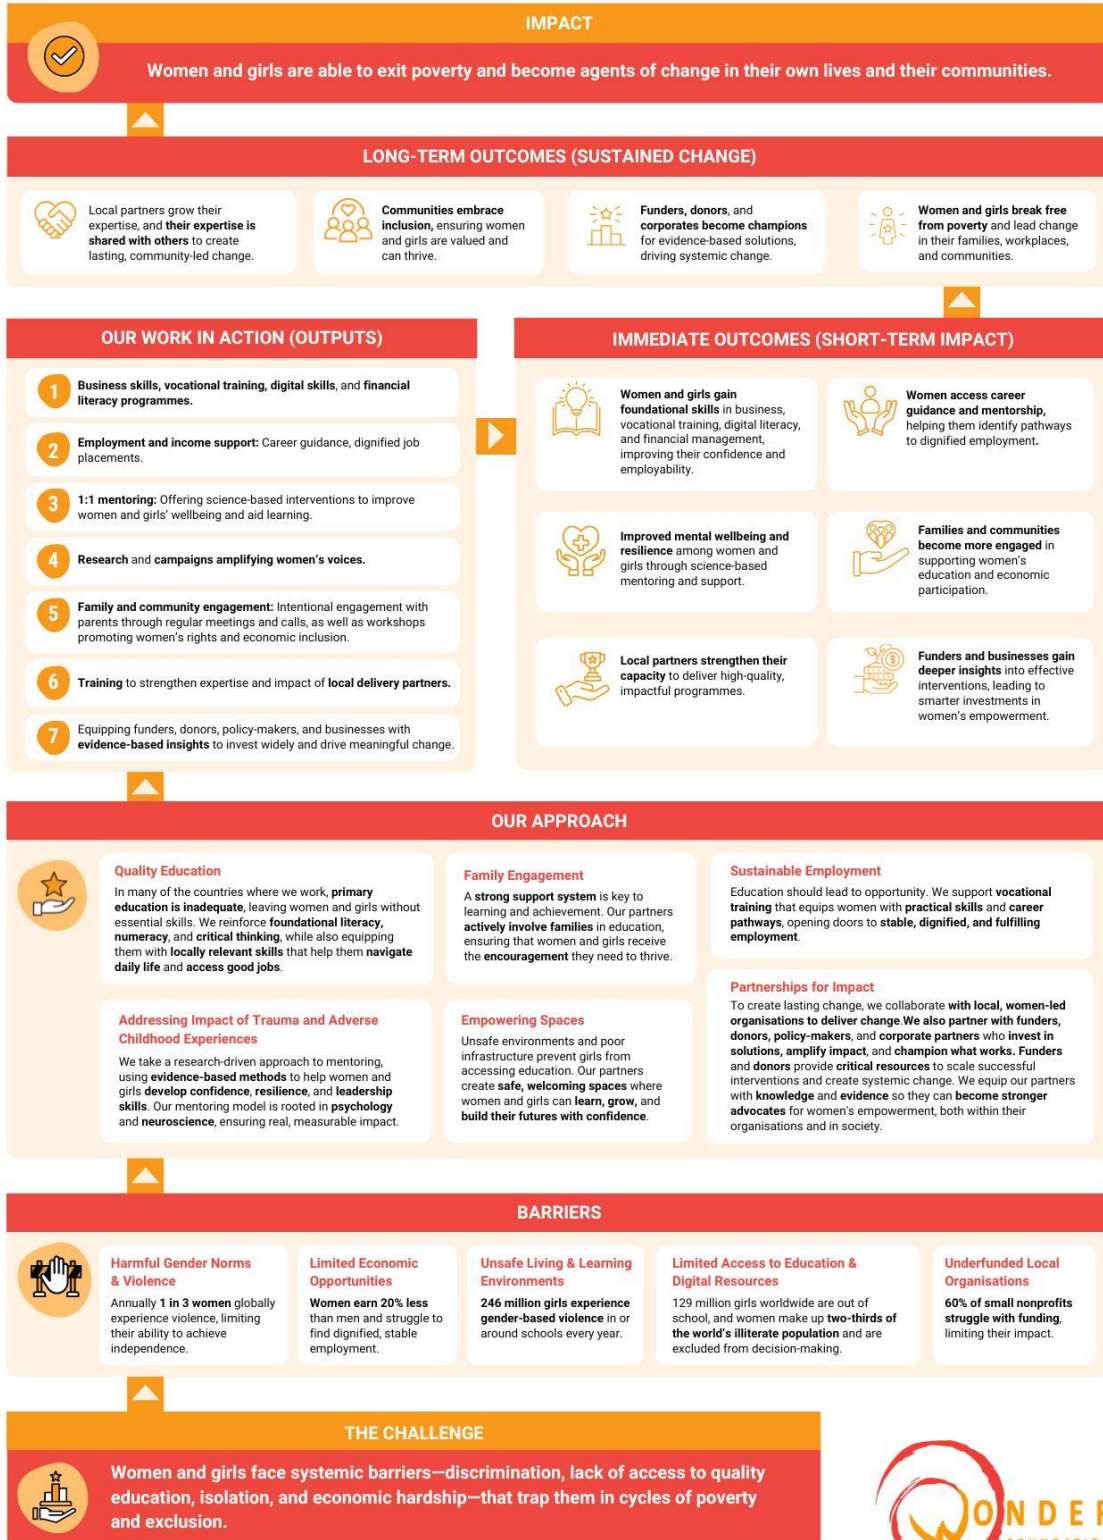 IMPACT
Women and girls are able to exit poverty and become agents of change in their own lives and their communities.
LONG-TERM OUTCOMES (SUSTAINED CHANGE)
Local partners grow their
expertise, and their expertise is
shared with others to create
lasting, community-led change.
Communities embrace
inclusion, ensuring women
and girls are valued and
can thrive.
Funders, donors, and
corporates become champions
for evidence-based solutions,
driving systemic change.
Women and girls break free
from poverty and lead change
in their families, workplaces,
and communities.
OUR WORK IN ACTION (OUTPUTS)
1
Business skills, vocational training, digital skills, and financial
literacy programmes.
2
Employment and income support: Career guidance, dignified job
placements.
3
1:1 mentoring: Offering science-based interventions to improve
women and girls' wellbeing and aid learning.
4
Research and campaigns amplifying women's voices.
5
Family and community engagement: Intentional engagement with
parents through regular meetings and calls, as well as workshops
promoting women's rights and economic inclusion.
6
Training to strengthen expertise and impact of local delivery partners.
7
Equipping funders, donors, policy-makers, and businesses with
evidence-based insights to invest widely and drive meaningful change.
IMMEDIATE OUTCOMES (SHORT-TERM IMPACT)
Women and girls gain
foundational skills in business,
vocational training, digital literacy,
and financial management,
improving their confidence and
employability.
Women access career
guidance and mentorship,
helping them identify pathways
to dignified employment.
Improved mental wellbeing and
resilience among women and
girls through science-based
mentoring and support.
Families and communities
become more engaged in
supporting women's
education and economic
participation.
Local partners strengthen their
capacity to deliver high-quality,
impactful programmes.
Funders and businesses gain
deeper insights into effective
interventions, leading to
smarter investments in
women's empowerment.
OUR APPROACH
Quality Education
In many of the countries where we work, primary
education is inadequate, leaving women and girls without
essential skills. We reinforce foundational literacy,
numeracy, and critical thinking, while also equipping
them with locally relevant skills that help them navigate
daily life and access good jobs.
Family Engagement
A strong support system is key to
learning and achievement. Our partners
actively involve families in education,
ensuring that women and girls receive
the encouragement they need to thrive.
Sustainable Employment
Education should lead to opportunity. We support vocational
training that equips women with practical skills and career
pathways, opening doors to stable, dignified, and fulfilling
employment.
Addressing Impact of Trauma and Adverse
Childhood Experiences
We take a research-driven approach to mentoring,
using evidence-based methods to help women and
girls develop confidence, resilience, and leadership
skills. Our mentoring model is rooted in psychology
and neuroscience, ensuring real, measurable impact.
Empowering Spaces
Unsafe environments and poor
infrastructure prevent girls from
accessing education. Our partners
create safe, welcoming spaces where
women and girls can learn, grow, and
build their futures with confidence.
Partnerships for Impact
To create lasting change, we collaborate with local, women-led
organisations to deliver change.We also partner with funders,
donors, policy-makers, and corporate partners who invest in
solutions, amplify impact, and champion what works. Funders
and donors provide critical resources to scale successful
interventions and create systemic change. We equip our partners
with knowledge and evidence so they can become stronger
advocates for women's empowerment, both within their
organisations and in society.
BARRIERS
Harmful Gender Norms
& Violence
Annually 1 in 3 women globally
experience violence, limiting
their ability to achieve
independence.
Limited Economic
Opportunities
Women earn 20% less
than men and struggle to
find dignified, stable
employment.
Unsafe Living & Learning
Environments
246 million girls experience
gender-based violence in or
around schools every year.
Limited Access to Education &
Digital Resources
129 million girls worldwide are out of
school, and women make up two-thirds of
the world's illiterate population and are
excluded from decision-making.
Underfunded Local
Organisations
60% of small nonprofits
struggle with funding,
limiting their impact.
THE CHALLENGE
Women and girls face systemic barriers—discrimination, lack of access to quality
education, isolation, and economic hardship—that trap them in cycles of poverty
and exclusion.
WONDER